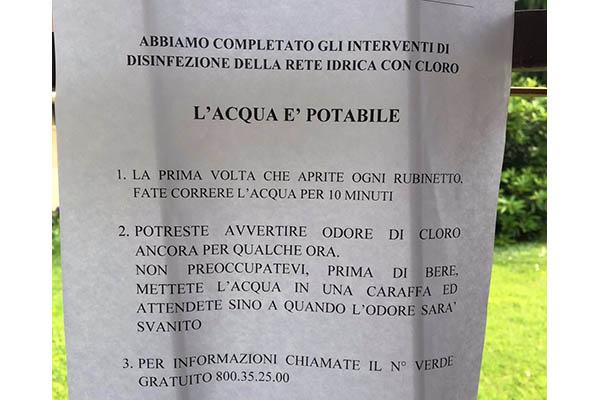 ABBIAMO COMPLETATO GLI INTERVENTI DI
DISINFEZIONE DELLA RETE IDRICA CON CLORO
L'ACQUA E' POTABILE
1. LA PRIMA VOLTA CHE APRITE OGNI RUBINETTO,
FATE CORRERE L'ACQUA PER 10 MINUTI
2. POTRESTE AVVERTIRE ODORE DI CLORO
ANCORA PER QUALCHE ORA.
NON PREOCCUPATEVI, PRIMA DI BERE,
METTETE L'ACQUA IN UNA CARAFFA ED
ATTENDETE SINO A QUANDO L'ODORE SARA'
SVANITO
3. PER INFORMAZIONI CHIAMATE IL N° VERDE
GRATUITO 800.35.25.00